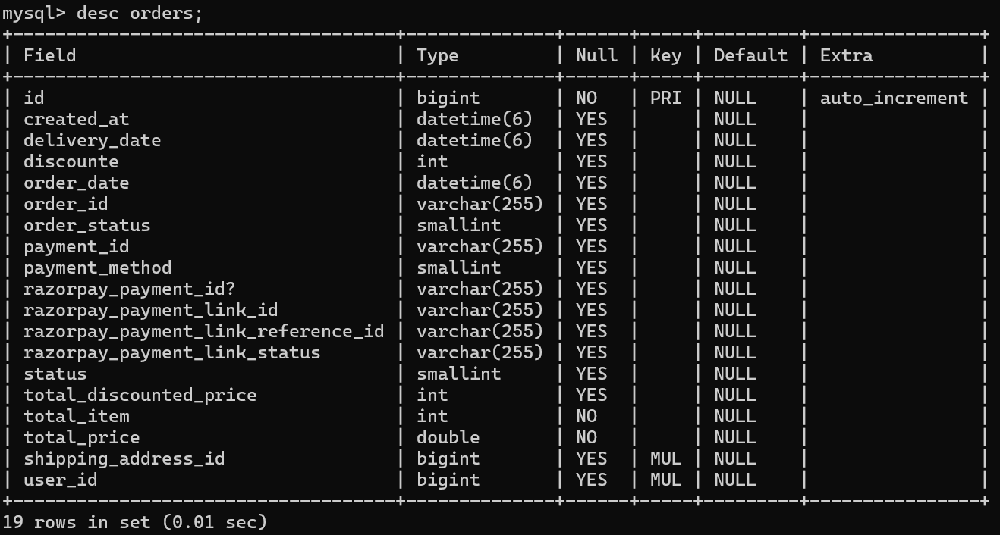 mysql> desc orders;
+------------------------------------+--------------+------+-----+---------+----------------+
| Field                              | Type         | Null | Key | Default | Extra          |
+------------------------------------+--------------+------+-----+---------+----------------+
| id                                 | bigint       | NO   | PRI | NULL    | auto_increment |
| created_at                         | datetime(6)  | YES  |     | NULL    |                |
| delivery_date                      | datetime(6)  | YES  |     | NULL    |                |
| discounte                          | int          | YES  |     | NULL    |                |
| order_date                         | datetime(6)  | YES  |     | NULL    |                |
| order_id                           | varchar(255) | YES  |     | NULL    |                |
| order_status                       | smallint     | YES  |     | NULL    |                |
| payment_id                         | varchar(255) | YES  |     | NULL    |                |
| payment_method                     | smallint     | YES  |     | NULL    |                |
| razorpay_payment_id?               | varchar(255) | YES  |     | NULL    |                |
| razorpay_payment_link_id           | varchar(255) | YES  |     | NULL    |                |
| razorpay_payment_link_reference_id | varchar(255) | YES  |     | NULL    |                |
| razorpay_payment_link_status       | varchar(255) | YES  |     | NULL    |                |
| status                             | smallint     | YES  |     | NULL    |                |
| total_discounted_price             | int          | YES  |     | NULL    |                |
| total_item                         | int          | NO   |     | NULL    |                |
| total_price                        | double       | NO   |     | NULL    |                |
| shipping_address_id                | bigint       | YES  | MUL | NULL    |                |
| user_id                            | bigint       | YES  | MUL | NULL    |                |
+------------------------------------+--------------+------+-----+---------+----------------+
19 rows in set (0.01 sec)